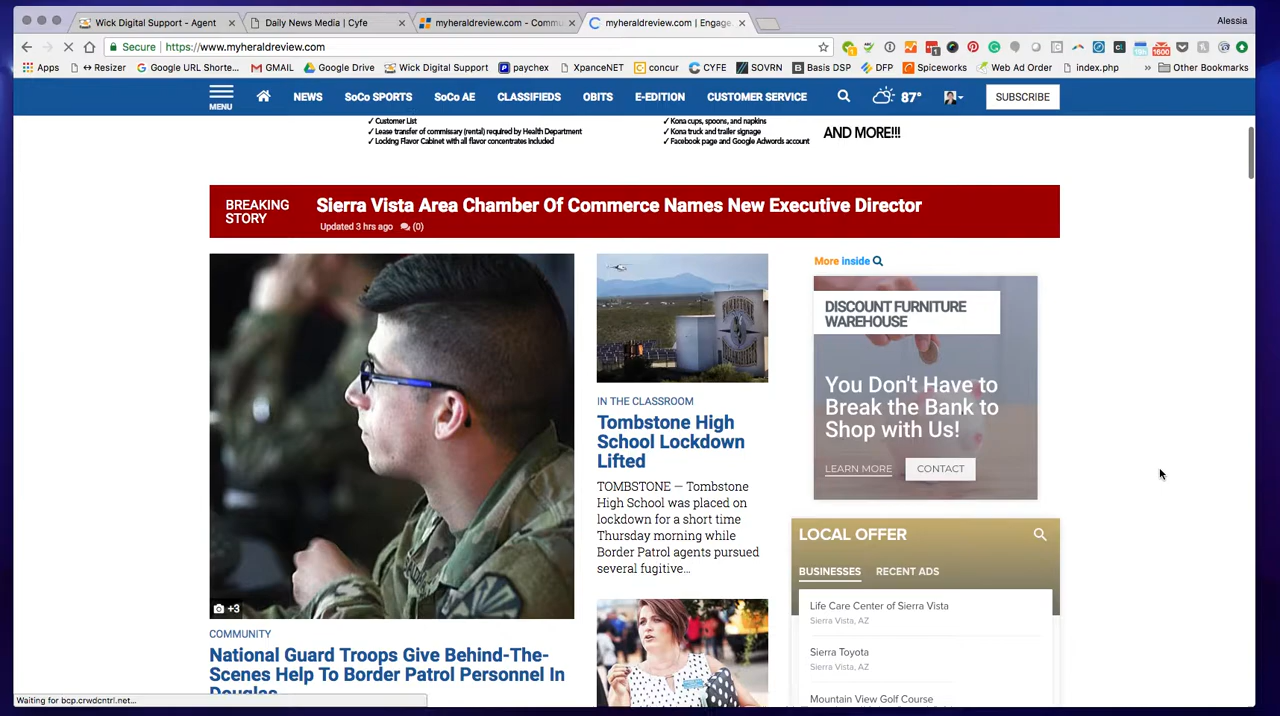 Wick Digital Support - Agent
Daily News Media | Cyfe
myheraldreview.com - Commu
myheraldreview.com | Engage
Alessia
Secure | https://www.myheraldreview.com
Apps
Resizer
Google URL Shorte...
GMAIL
Google Drive
Wick Digital Support
paychex
XpanceNET
concur
CYFE
SOVRN
Basis DSP
DFP
Spiceworks
Web Ad Order
index.php
Other Bookmarks
MENU
NEWS
SoCo SPORTS
SoCo AE
CLASSIFIEDS
OBITS
E-EDITION
CUSTOMER SERVICE
87°
SUBSCRIBE
✓ Customer List
✓ Lease transfer of commissary (rental) required by Health Department
✓ Locking Flavor Cabinet with all flavor concentrates included
✓ Kona cups, spoons, and napkins
✓ Kona truck and trailer signage
✓ Facebook page and Google Adwords account
AND MORE!!!
BREAKING
STORY
Sierra Vista Area Chamber Of Commerce Names New Executive Director
Updated 3 hrs ago (0)
+3
COMMUNITY
National Guard Troops Give Behind-The-
Scenes Help To Border Patrol Personnel In
Douglas
IN THE CLASSROOM
Tombstone High
School Lockdown
Lifted
TOMBSTONE — Tombstone
High School was placed on
lockdown for a short time
Thursday morning while
Border Patrol agents pursued
several fugitive...
More inside
DISCOUNT FURNITURE
WAREHOUSE
You Don't Have to
Break the Bank to
Shop with Us!
LEARN MORE
CONTACT
LOCAL OFFER
BUSINESSES
RECENT ADS
Life Care Center of Sierra Vista
Sierra Vista, AZ
Sierra Toyota
Sierra Vista, AZ
Mountain View Golf Course
Waiting for bcp.crwdcntrl.net...